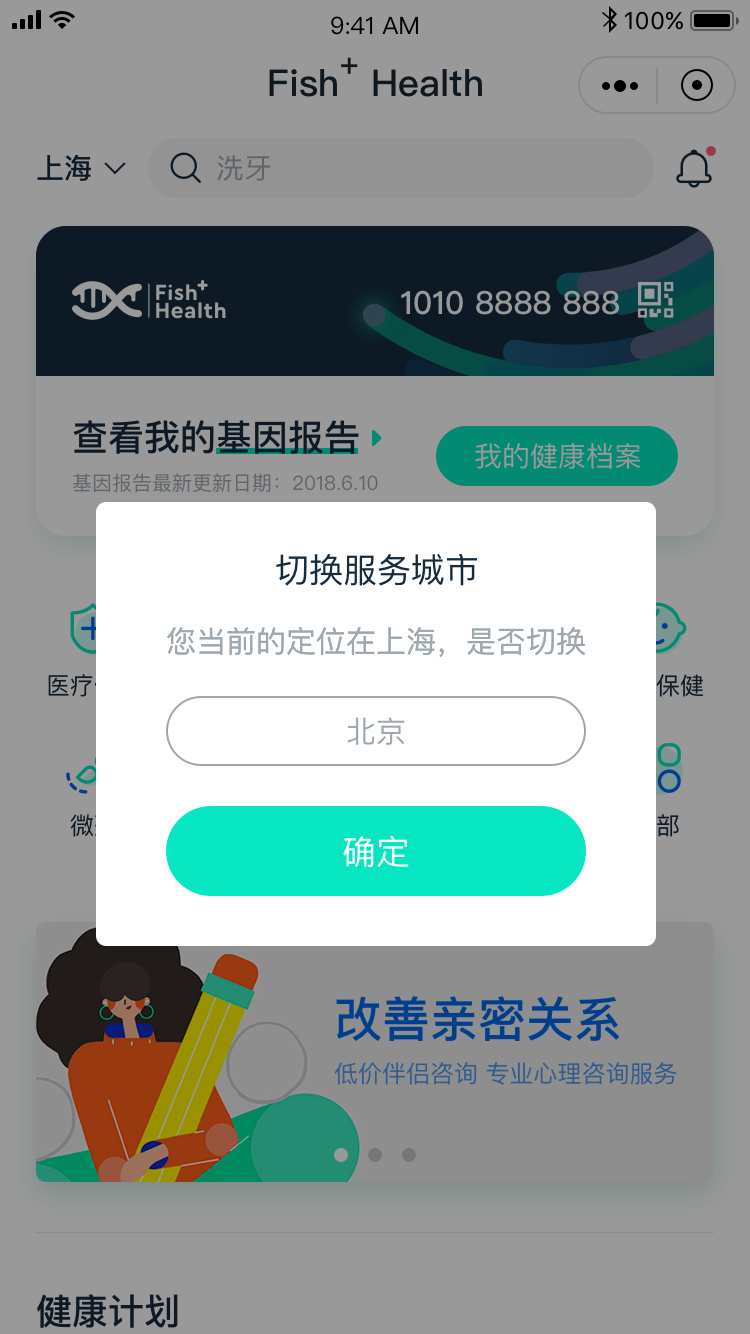 9:41 AM
100%
Fish+ Health
上海
洗牙
Fish+
Health
1010 8888 888
查看我的基因报告
我的健康档案
基因报告最新更新日期：2018.6.10
切换服务城市
您当前的定位在上海，是否切换
医疗
保健
北京
微
部
确定
改善亲密关系
低价伴侣咨询 专业心理咨询服务
健康计划